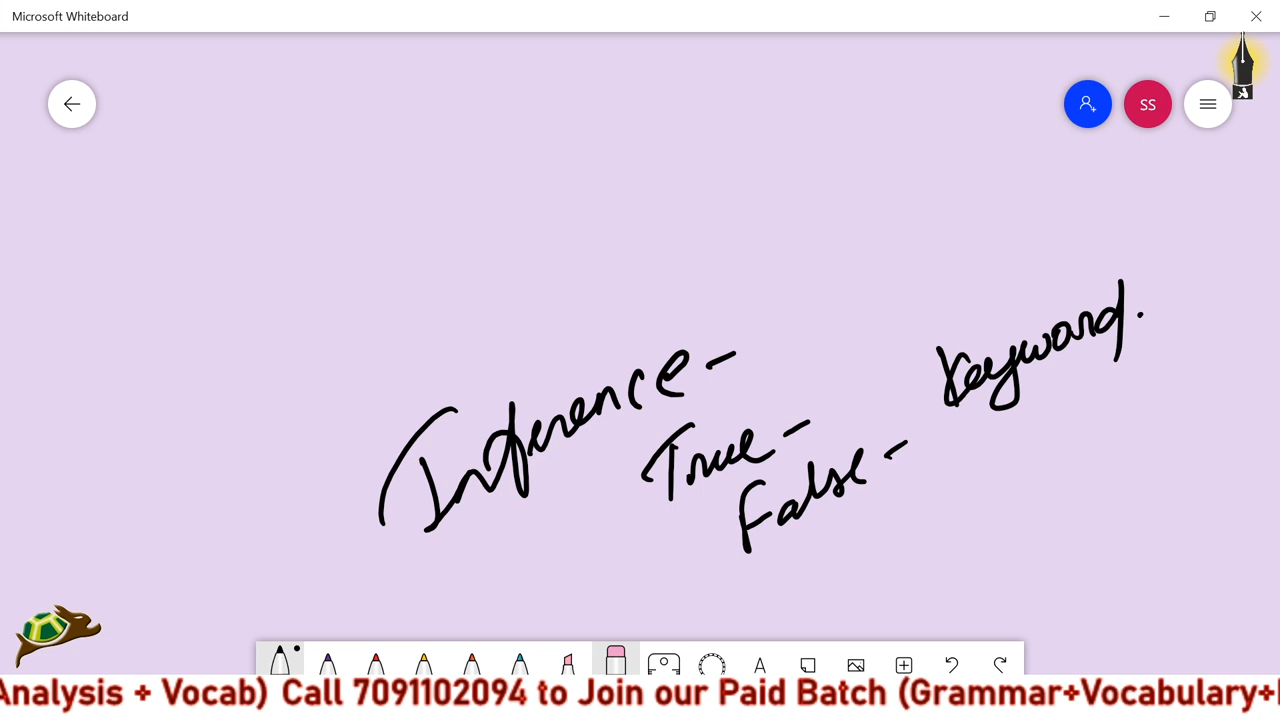 Microsoft Whiteboard
SS
Inference -
True -
False -
Keyword.
Analysis + Vocab) Call 7091102094 to Join our Paid Batch (Grammar+Vocabulary+